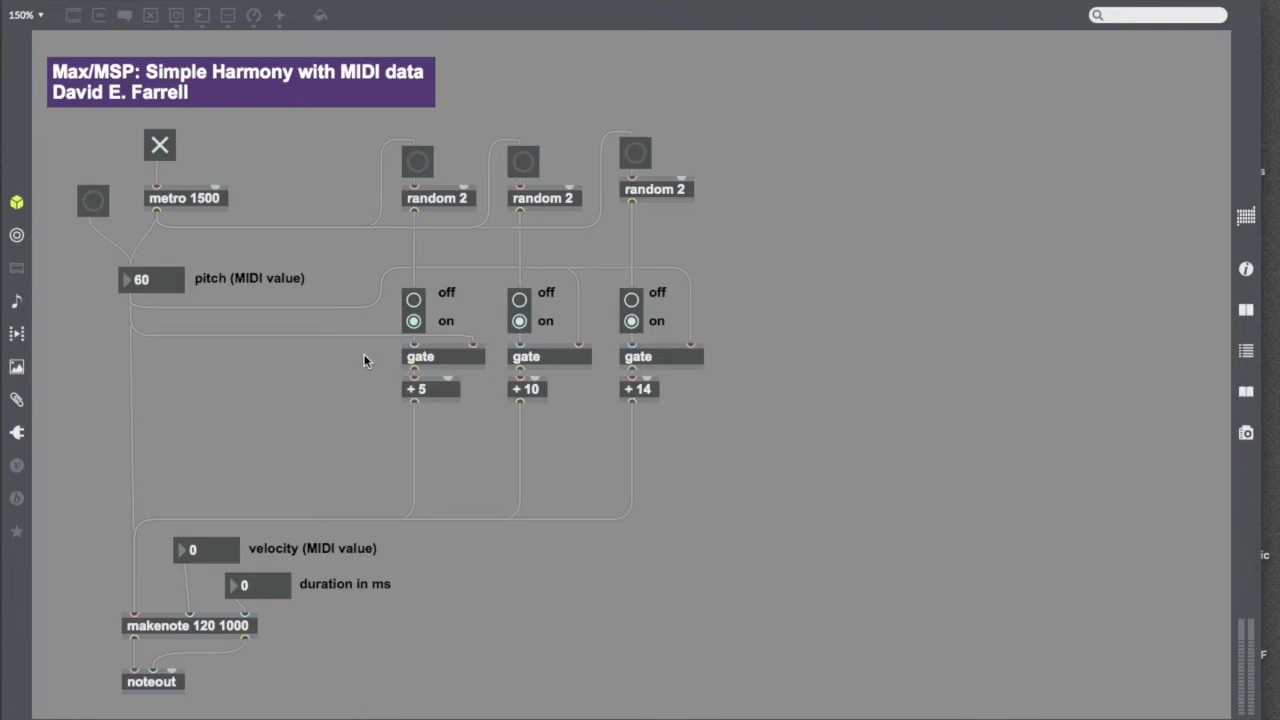 150%
Max/MSP: Simple Harmony with MIDI data
David E. Farrell
metro 1500
random 2
random 2
random 2
60
pitch (MIDI value)
off
on
off
on
off
on
gate
gate
gate
+ 5
+ 10
+ 14
0
velocity (MIDI value)
0
duration in ms
makenote 120 1000
noteout